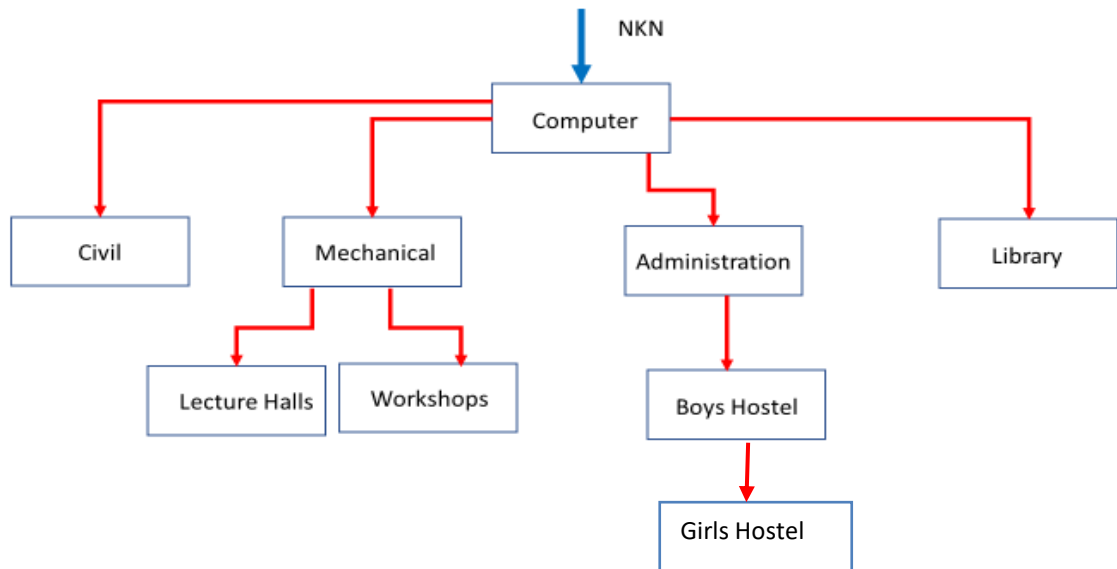 NKN
Computer
Civil
Mechanical
Administration
Library
Lecture Halls
Workshops
Boys Hostel
Girls Hostel